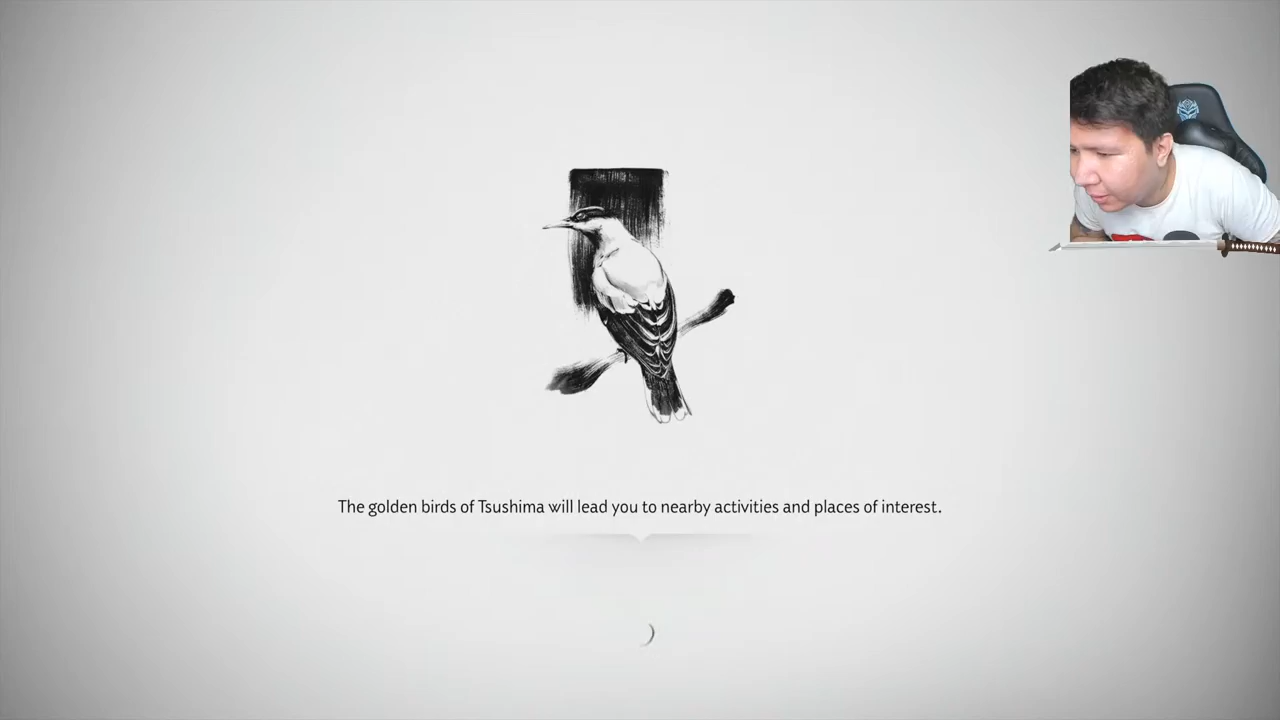 The golden birds of Tsushima will lead you to nearby activities and places of interest.